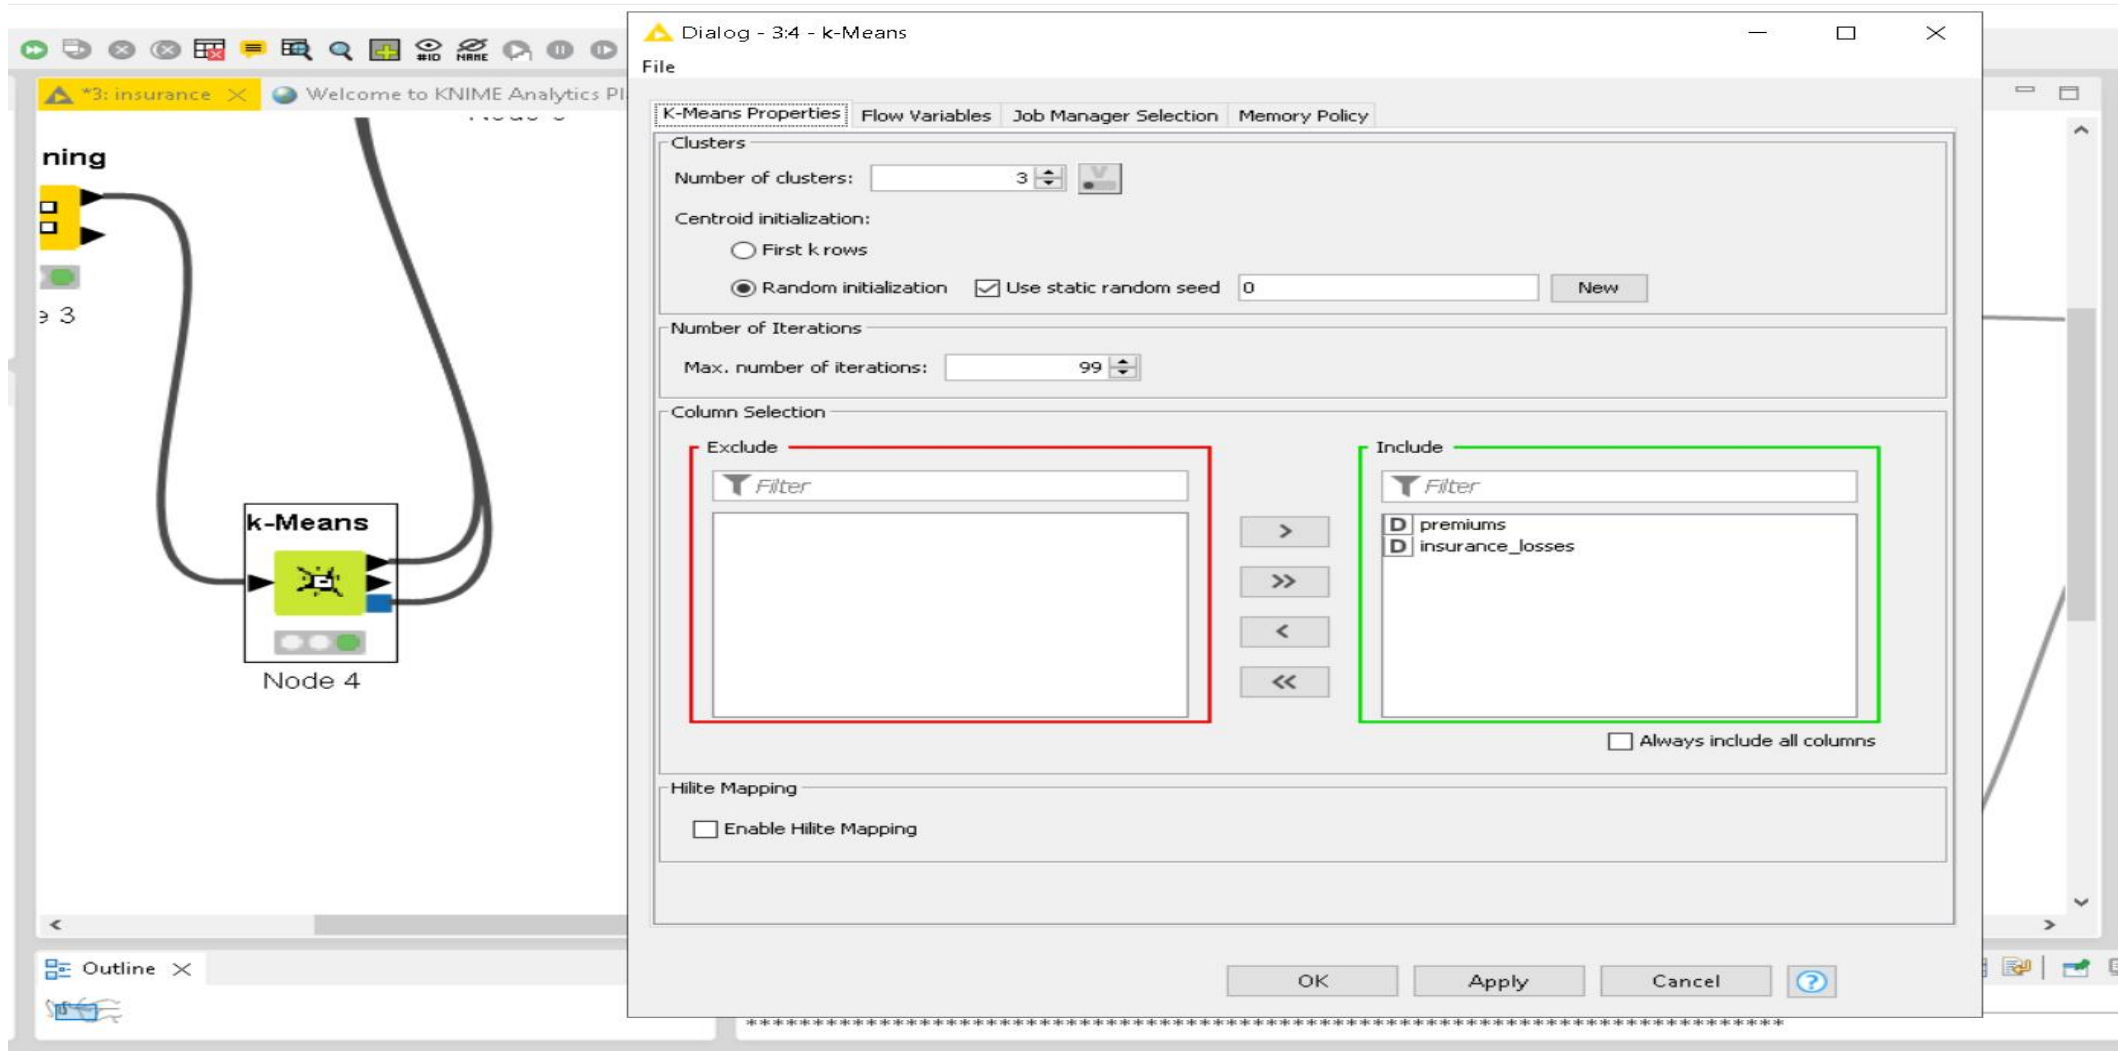 Dialog - 3:4 - k-Means
File
#ID
NAME
*3: insurance
Welcome to KNIME Analytics Pl
K-Means Properties
Flow Variables
Job Manager Selection
Memory Policy
ning
e 3
k-Means
Node 4
Clusters
Number of clusters:
3
V
Centroid initialization:
First k rows
Random initialization
Use static random seed
0
New
Number of Iterations
Max. number of iterations:
99
Column Selection
Exclude
Filter
>
>>
<
<<
Include
Filter
D premiums
D insurance_losses
Always include all columns
Hilite Mapping
Enable Hilite Mapping
OK
Apply
Cancel
?
Outline